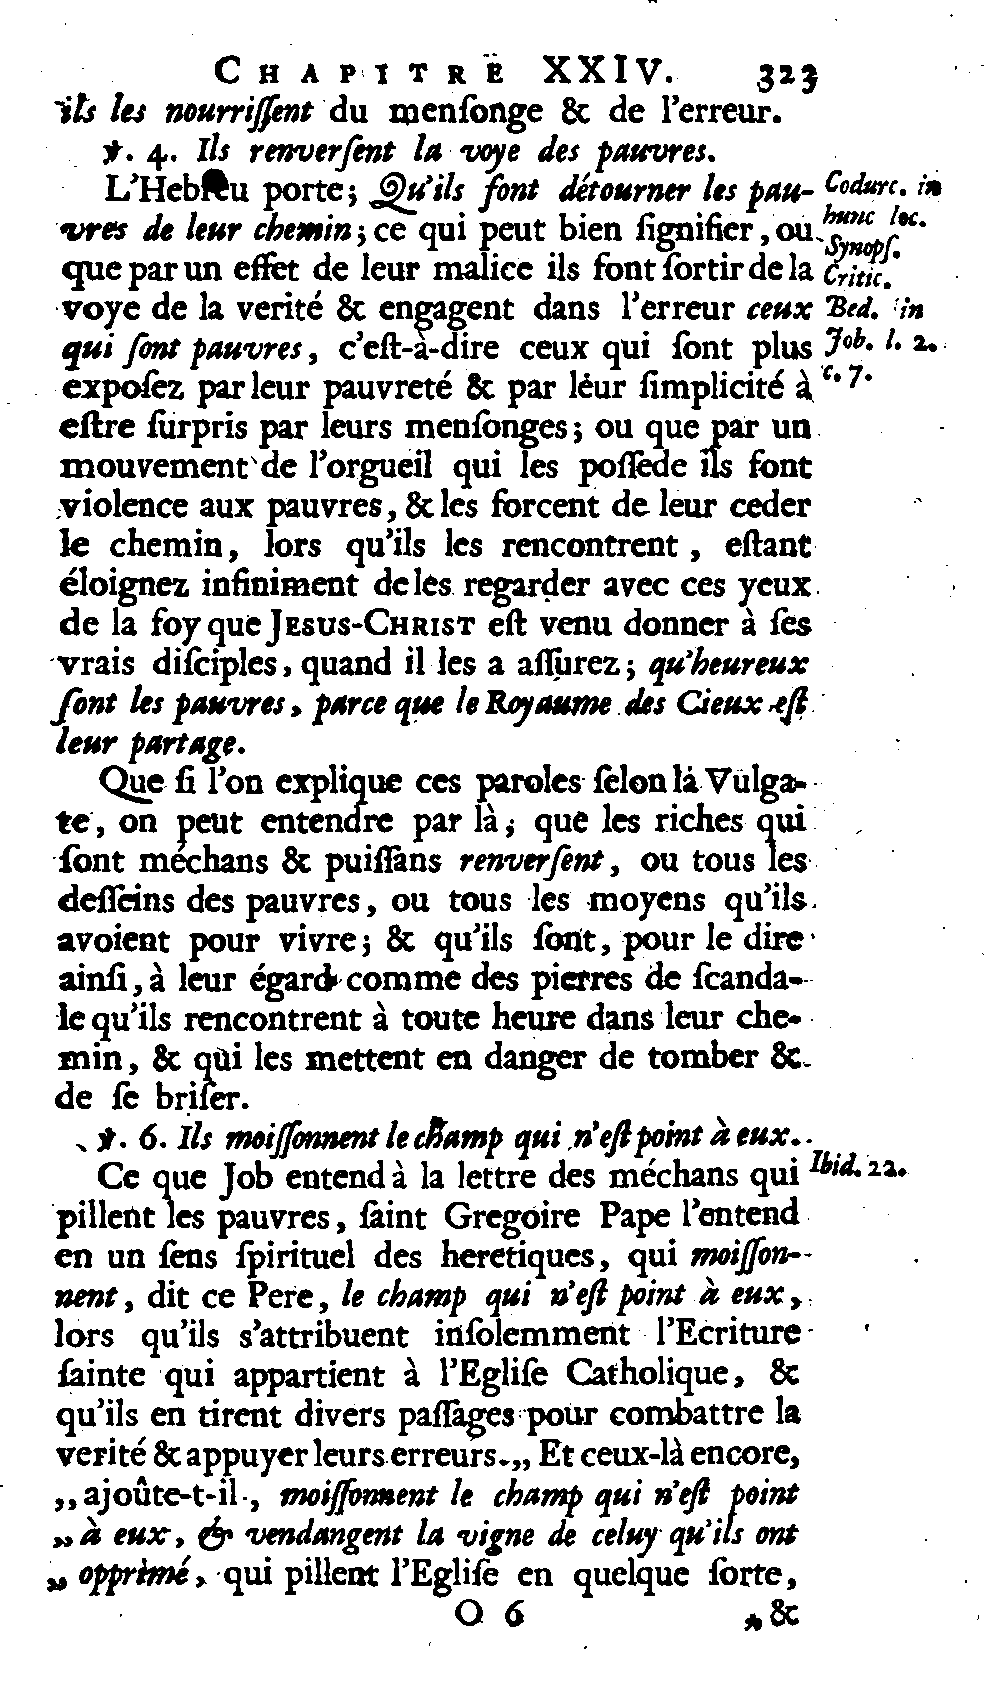 CHAPITRE XXIV. 323
ils les nourriſſent du menſonge & de l'erreur.
℣. 4. Ils renverſent la voye des pauvres.
L'Hebreu porte; Qu'ils font détourner les pau-
vres de leur chemin; ce qui peut bien ſignifier, ou
que par un effet de leur malice ils font ſortir de la
voye de la verité & engagent dans l'erreur ceux
qui ſont pauvres, c'eſt-à-dire ceux qui ſont plus
expoſez par leur pauvreté & par leur ſimplicité à
eſtre ſurpris par leurs menſonges; ou que par un
mouvement de l'orgueil qui les poſſede ils font
violence aux pauvres, & les forcent de leur ceder
le chemin, lors qu'ils les rencontrent, eſtant
éloignez infiniment de les regarder avec ces yeux
de la foy que JESUS-CHRIST eſt venu donner à ſes
vrais diſciples, quand il les a aſſurez; qu'heureux
ſont les pauvres, parce que le Royaume des Cieux eſt
leur partage.
Codurc. in
hunc loc.
Synopſ.
Critic.
Bed. in
Job. l. 2.
c. 7.
Que ſi l'on explique ces paroles ſelon la Vulga-
te, on peut entendre par là, que les riches qui
ſont méchans & puiſſans renverſent, ou tous les
deſſeins des pauvres, ou tous les moyens qu'ils
avoient pour vivre; & qu'ils ſont, pour le dire
ainſi, à leur égard comme des pierres de ſcanda-
le qu'ils rencontrent à toute heure dans leur che-
min, & qui les mettent en danger de tomber &
de ſe briſer.
℣. 6. Ils moiſſonnent le champ qui n'eſt point à eux.
Ce que Job entend à la lettre des méchans qui
pillent les pauvres, ſaint Gregoire Pape l'entend
en un ſens ſpirituel des heretiques, qui moiſſon-
nent, dit ce Pere, le champ qui n'eſt point à eux,
lors qu'ils s'attribuent inſolemment l'Ecriture
ſainte qui appartient à l'Egliſe Catholique, &
qu'ils en tirent divers paſſages pour combattre la
verité & appuyer leurs erreurs. „ Et ceux-là encore,
„ ajoûte-t-il, moiſſonnent le champ qui n'eſt point
„ à eux, & vendangent la vigne de celuy qu'ils ont
„ opprimé, qui pillent l'Egliſe en quelque ſorte,
Ibid. 22.
O 6 „ &